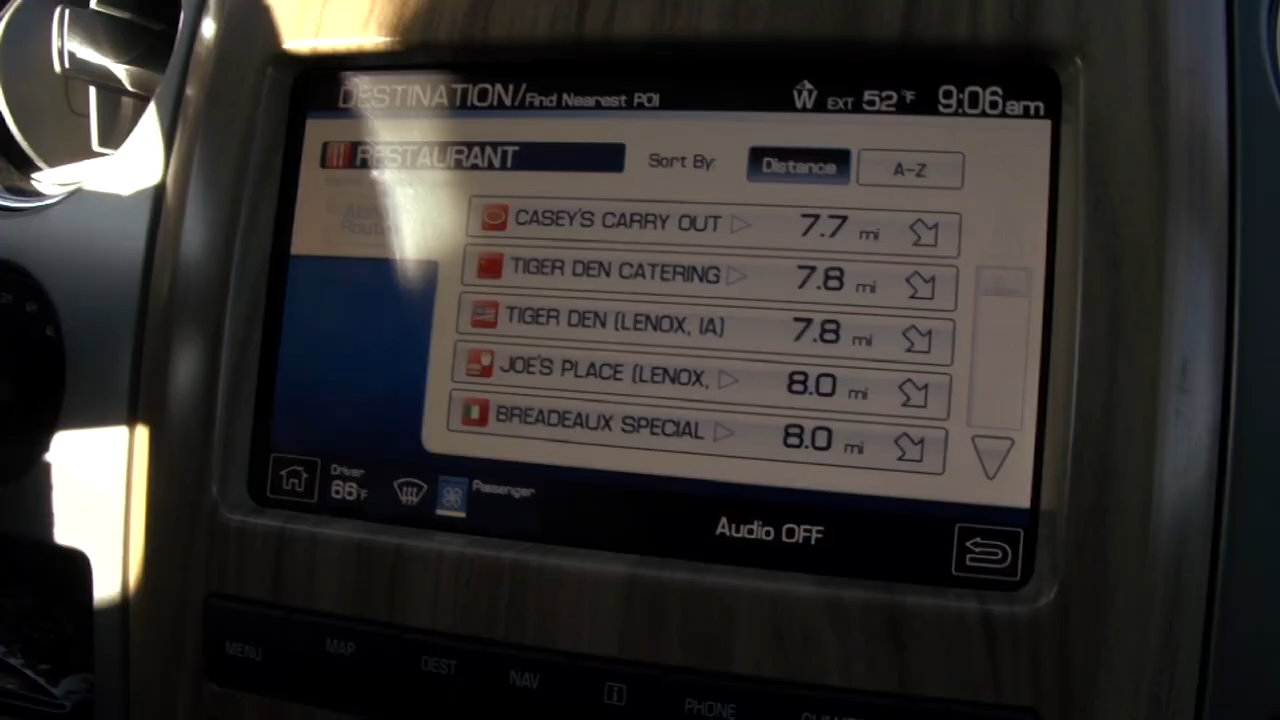 DESTINATION/Find Nearest POI W EXT 52°F 9:06am
RESTAURANT Sort By: Distance A-Z
CASEY'S CARRY OUT 7.7 mi
TIGER DEN CATERING 7.8 mi
Along
Route
TIGER DEN (LENOX, IA) 7.8 mi
JOE'S PLACE (LENOX, 8.0 mi
BREADEAUX SPECIAL 8.0 mi
Driver
66°F
Passenger
Audio OFF
MENU MAP DEST NAV i PHONE